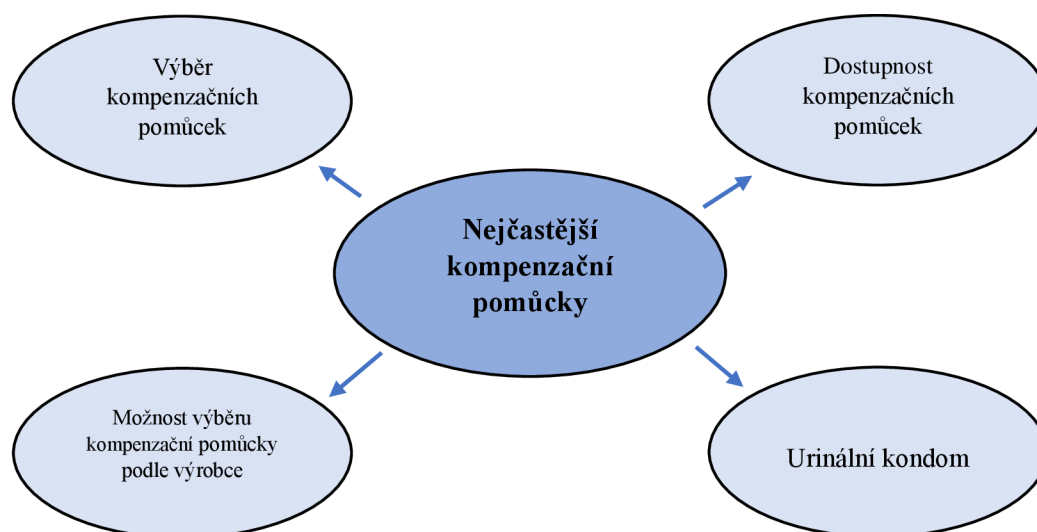 Výběr
kompenzačních
pomůcek
Dostupnost
kompenzačních
pomůcek
Nejčastější
kompenzační
pomůcky
Možnost výběru
kompenzační pomůcky
podle výrobce
Urinální kondom